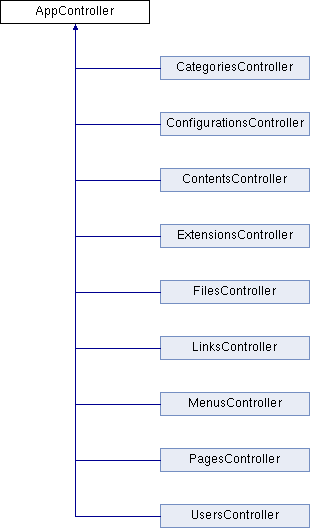 AppController
CategoriesController
ConfigurationsController
ContentsController
ExtensionsController
FilesController
LinksController
MenusController
PagesController
UsersController